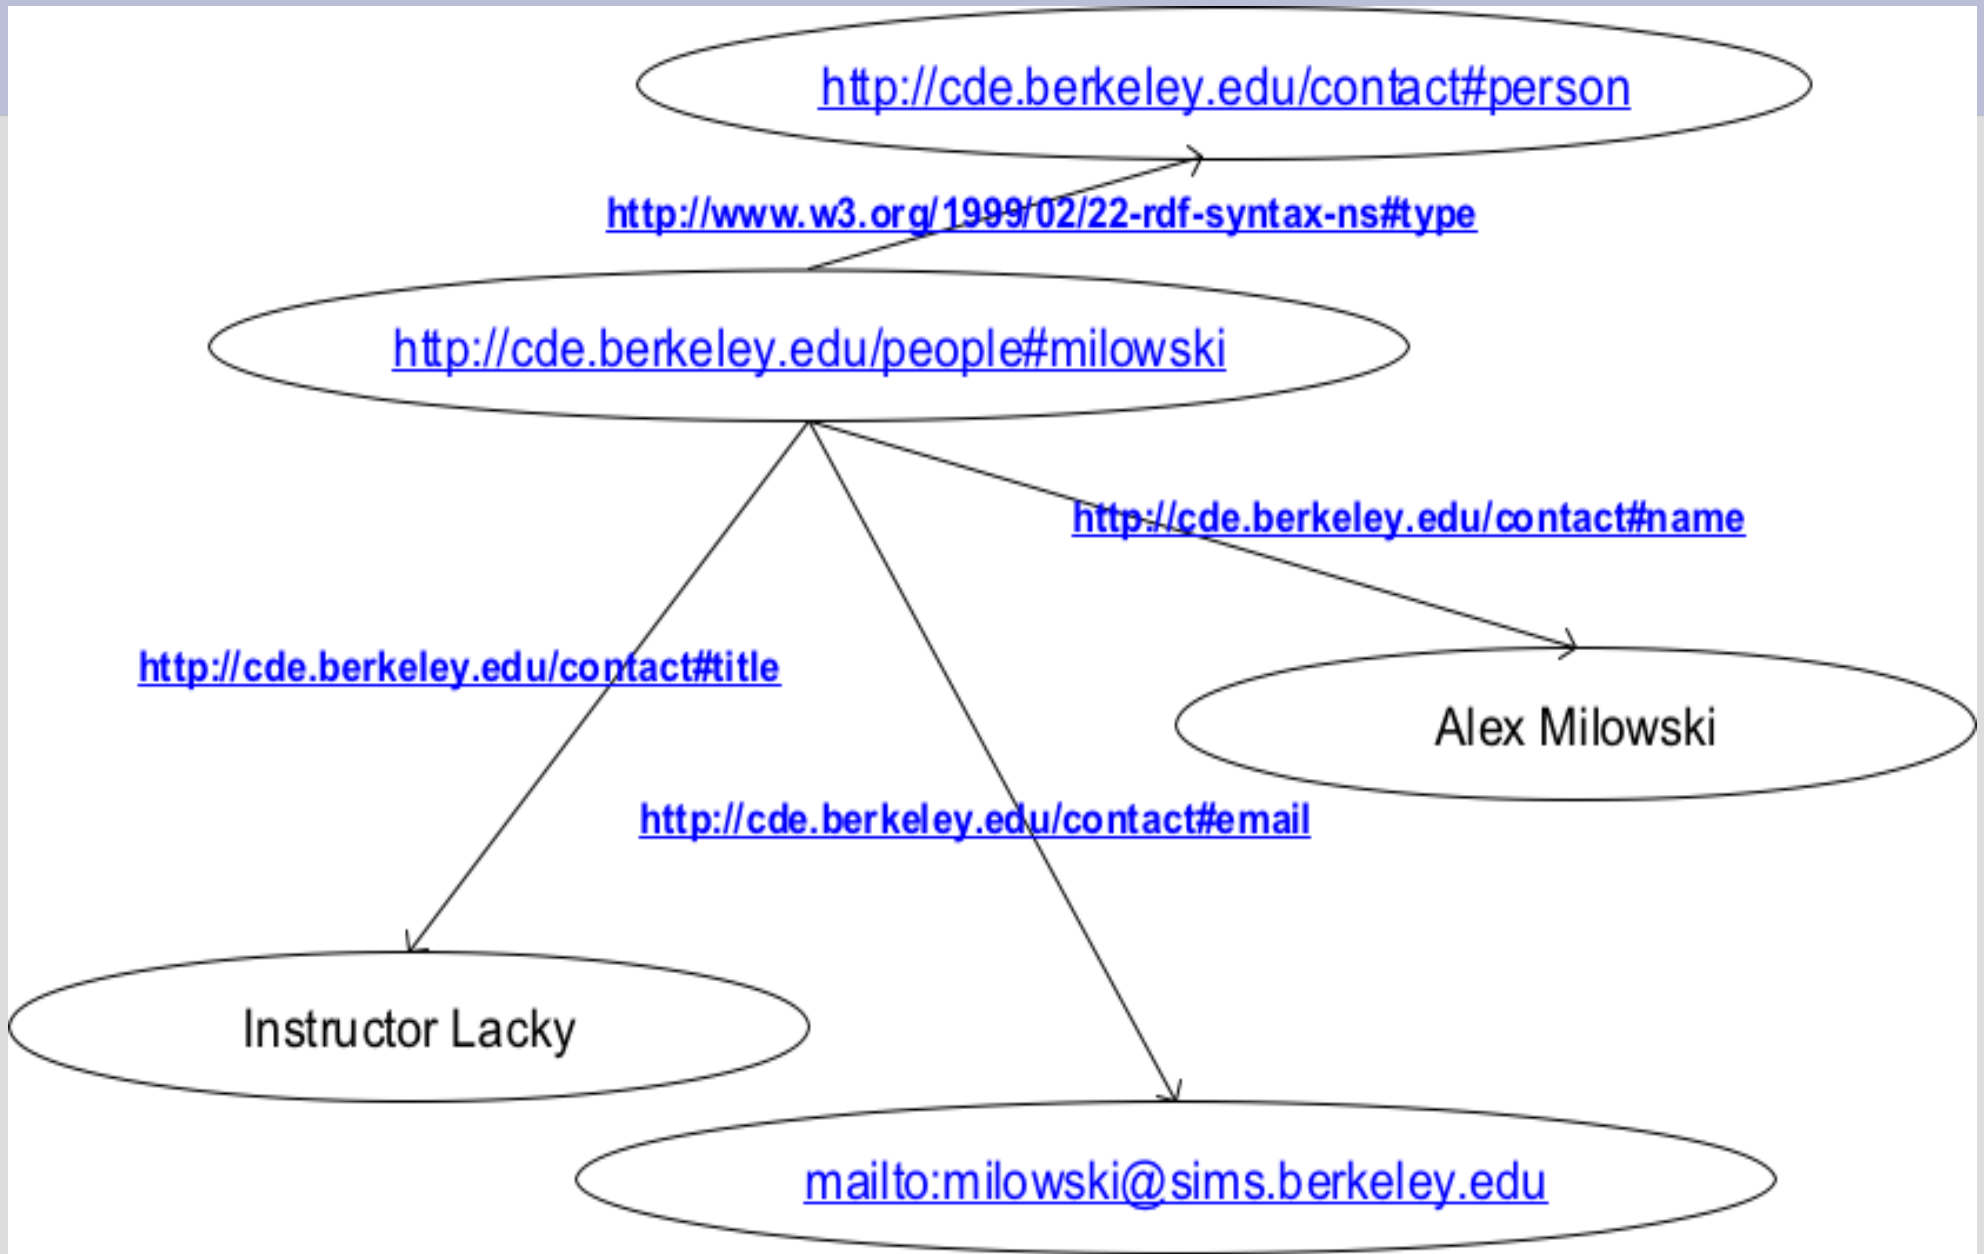 http://cde.berkeley.edu/contact#person
http://www.w3.org/1999/02/22-rdf-syntax-ns#type
http://cde.berkeley.edu/people#milowski
http://cde.berkeley.edu/contact#name
http://cde.berkeley.edu/contact#title
Alex Milowski
http://cde.berkeley.edu/contact#email
Instructor Lacky
mailto:milowski@sims.berkeley.edu